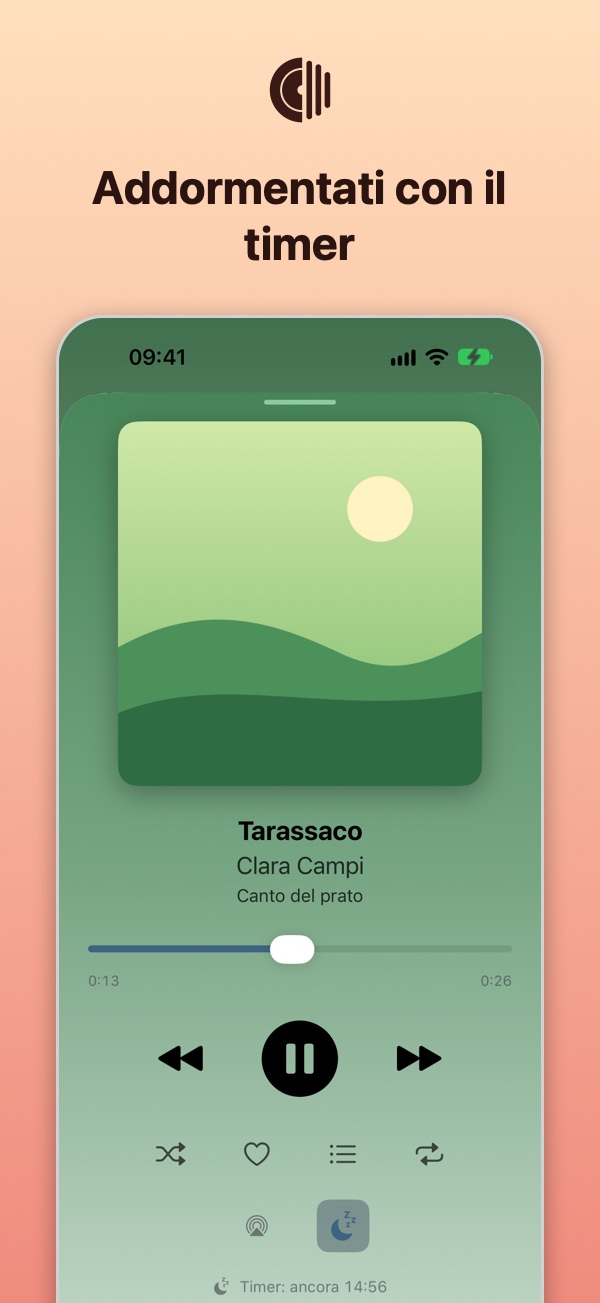 Addormentati con il
timer
09:41
Tarassaco
Clara Campi
Canto del prato
0:13
0:26
Timer: ancora 14:56